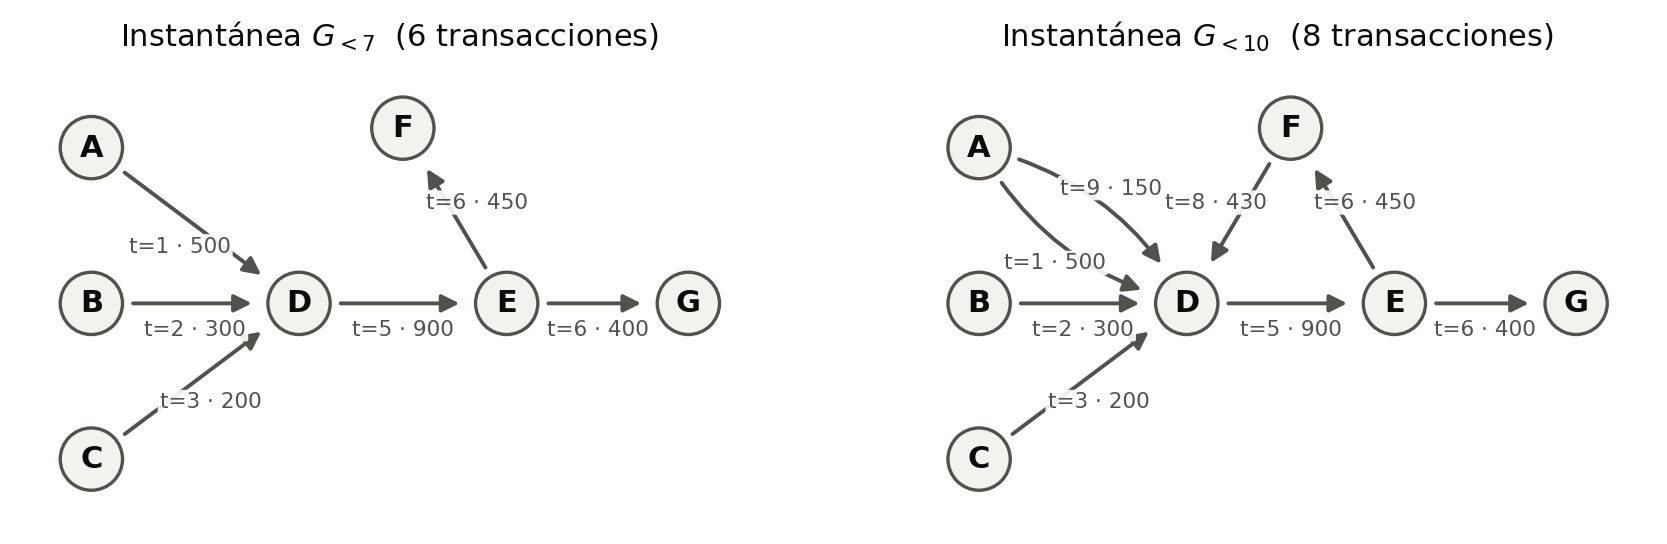 Instantánea G<7 (6 transacciones)
F
A
t=6 · 450
t=1 · 500
B
D
E
G
t=2 · 300
t=5 · 900
t=6 · 400
t=3 · 200
C
Instantánea G<10 (8 transacciones)
F
A
t=9 · 150
t=8 · 430
t=6 · 450
t=1 · 500
B
D
E
G
t=2 · 300
t=5 · 900
t=6 · 400
t=3 · 200
C